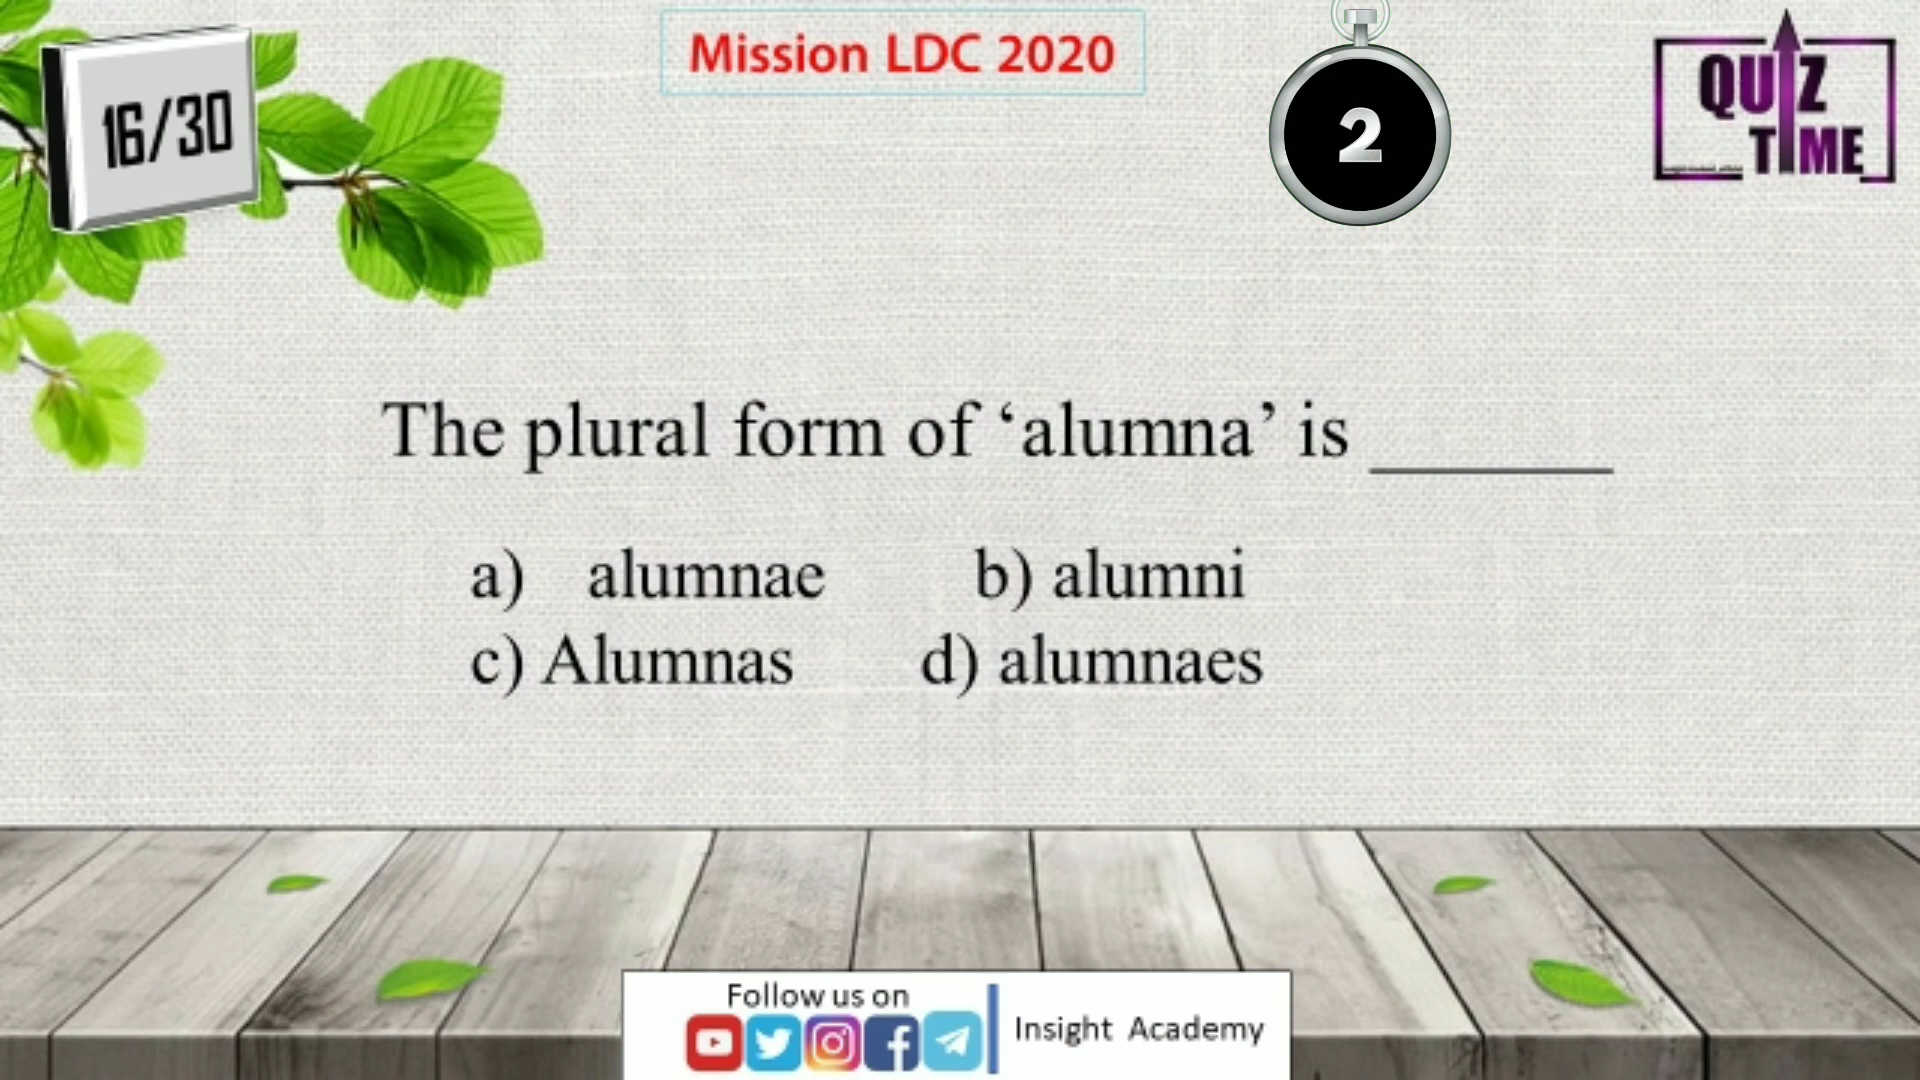 Mission LDC 2020
16/30
2
QUIZ
TIME
The plural form of ‘alumna’ is ______
a) alumnae b) alumni
c) Alumnas d) alumnaes
Follow us on
Insight Academy